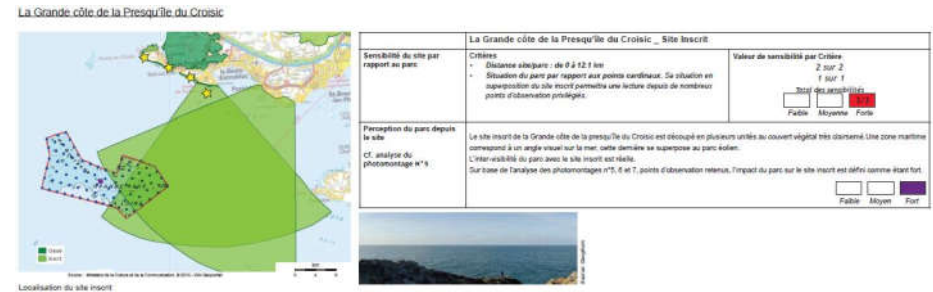 La Grande côte de la Presqu'île du Croisic
La Grande côte de la Presqu'île du Croisic _ Site Inscrit
Sensibilité du site par
rapport au parc
Critères
- Distance site/parc : de 0 à 12.1 km
- Situation du parc par rapport aux points cardinaux. Sa situation en
superposition du site inscrit permettra une lecture depuis de nombreux
points d'observation privilégiés.
Valeur de sensibilité par Critère
2 sur 2
1 sur 1
Total des sensibilités
3/3
Faible Moyenne Forte
Perception du parc depuis
le site
Cf. analyse du
photomontage n°5
Le site inscrit de la Grande côte de la presqu'île du Croisic est découpé en plusieurs unités au couvert végétal très clairsemé. Une zone maritime
correspond à un angle visuel sur la mer, cette dernière se superpose au parc éolien.
L'inter-visibilité du parc avec le site inscrit est réelle.
Sur base de l'analyse des photomontages n°5, 6 et 7, points d'observation retenus, l'impact du parc sur le site inscrit est défini comme étant fort.
Faible Moyen Fort
Classé
Inscrit
Localisation du site inscrit